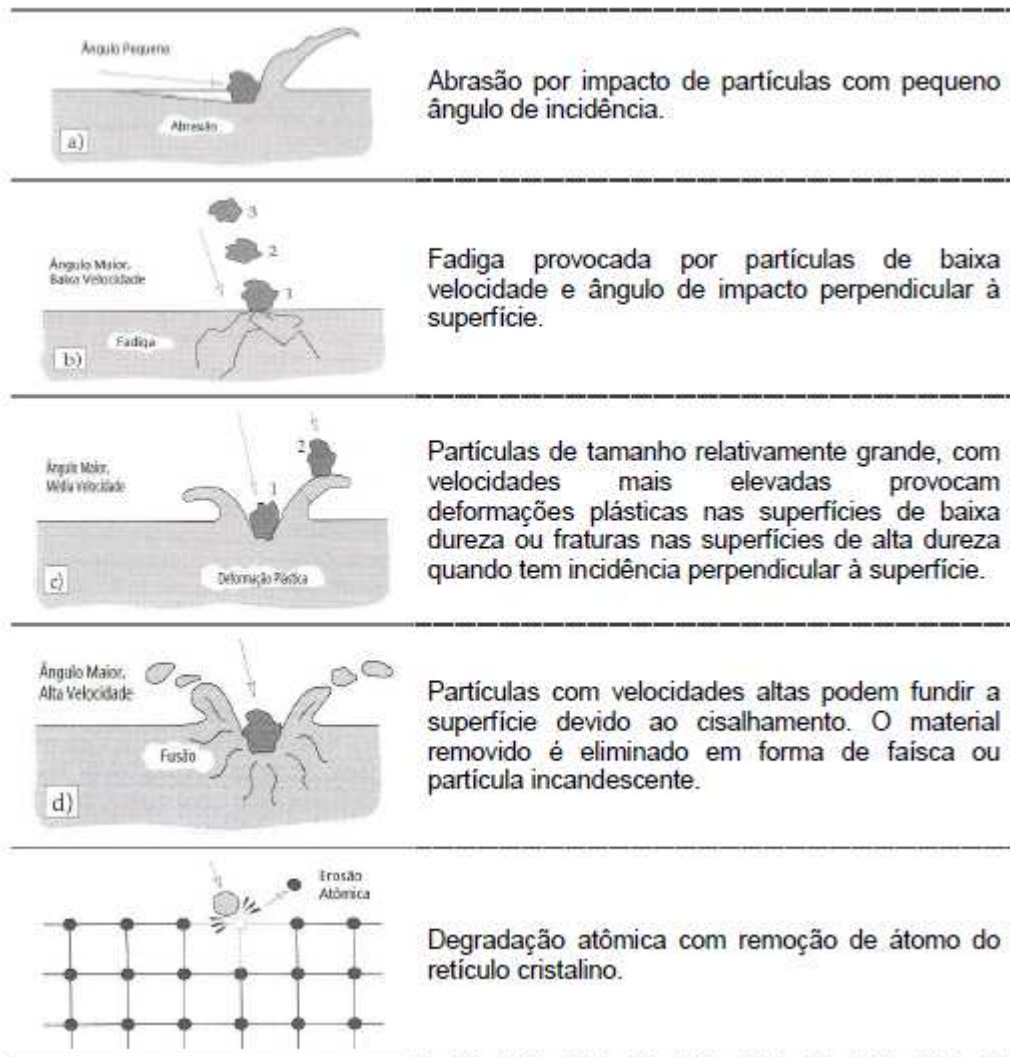 Ângulo Pequeno
Abrasão
a)
Abrasão por impacto de partículas com pequeno
ângulo de incidência.
3
2
Ângulo Maior,
Baixa Velocidade
1
Fadiga
b)
Fadiga provocada por partículas de baixa
velocidade e ângulo de impacto perpendicular à
superfície.
2
Ângulo Maior,
Média Velocidade
1
Deformação Plástica
c)
Partículas de tamanho relativamente grande, com
velocidades mais elevadas provocam
deformações plásticas nas superfícies de baixa
dureza ou fraturas nas superfícies de alta dureza
quando tem incidência perpendicular à superfície.
Ângulo Maior,
Alta Velocidade
Fusão
d)
Partículas com velocidades altas podem fundir a
superfície devido ao cisalhamento. O material
removido é eliminado em forma de faísca ou
partícula incandescente.
Erosão
Atômica
Degradação atômica com remoção de átomo do
retículo cristalino.